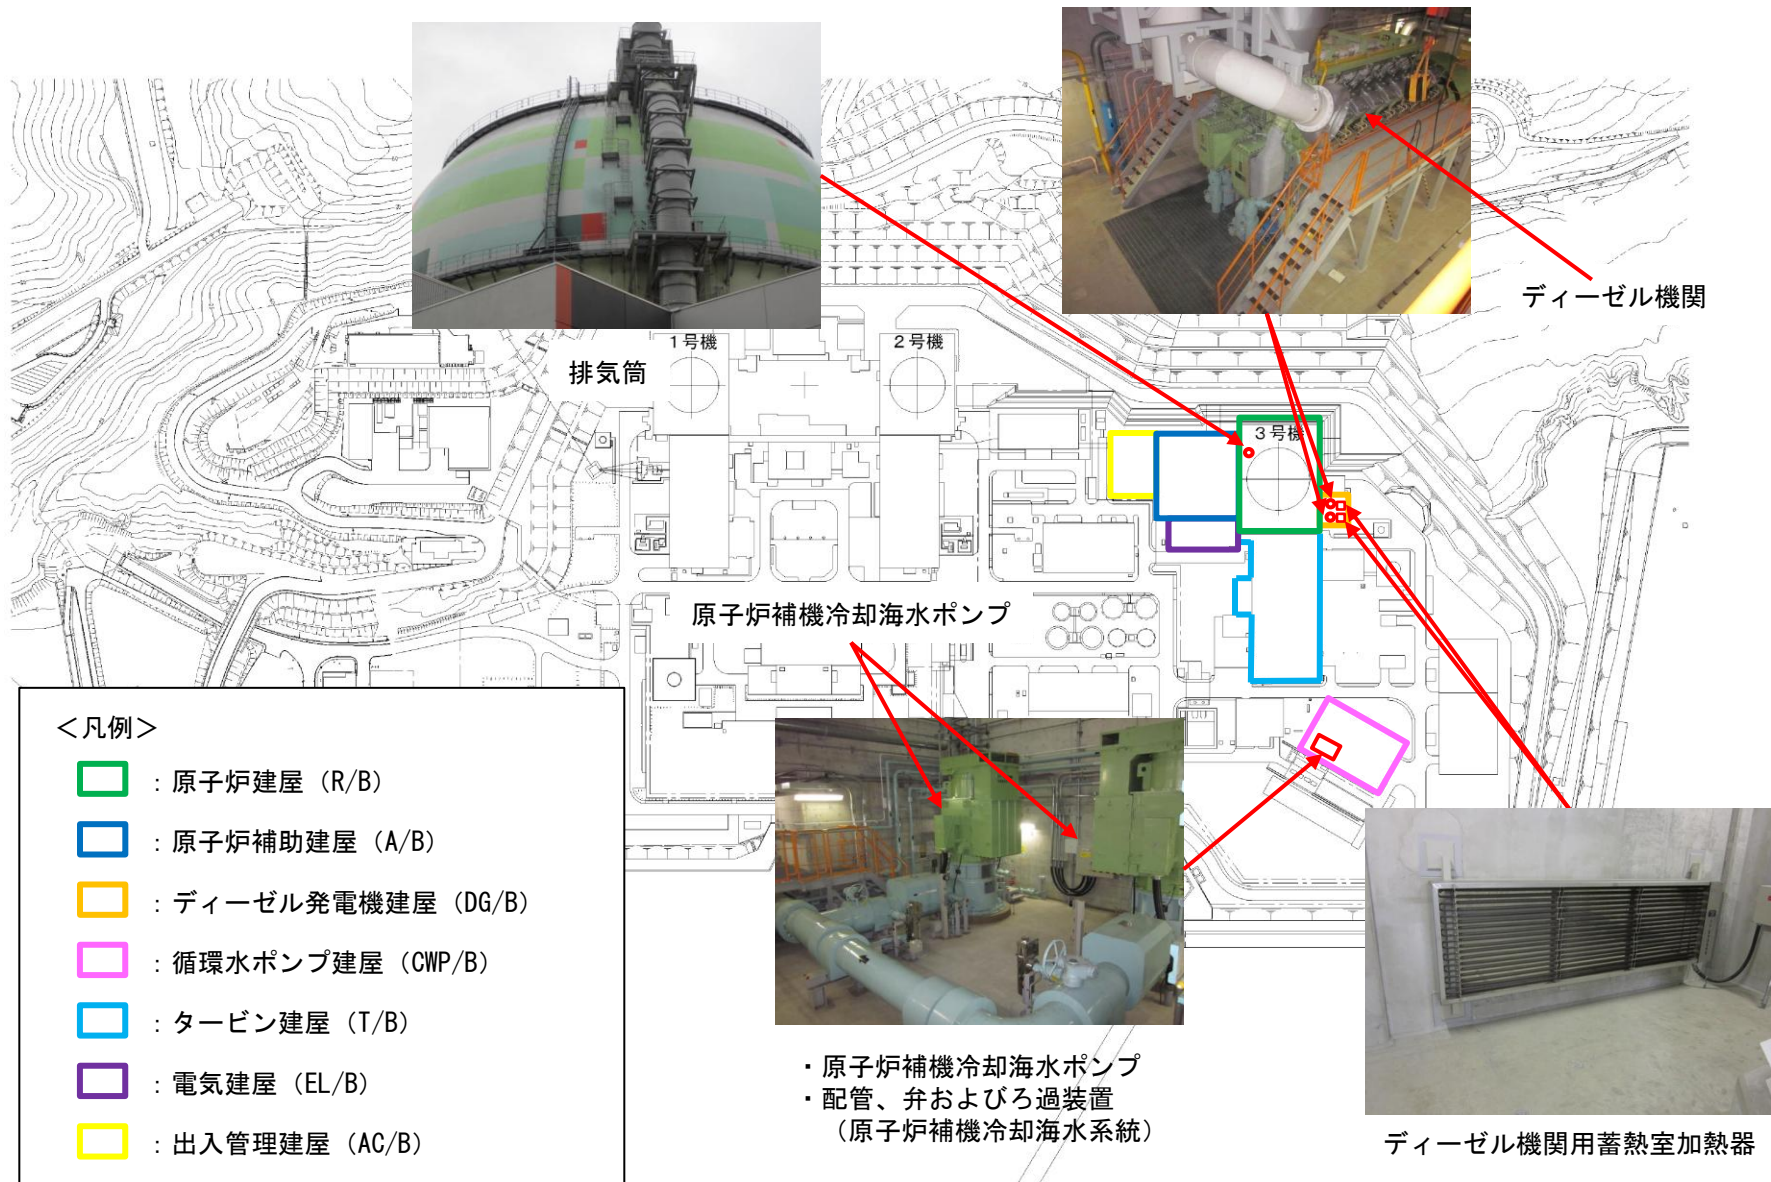 ディーゼル機関
1号機
2号機
排気筒
3号機
原子炉補機冷却海水ポンプ
＜凡例＞
：原子炉建屋（R/B）
：原子炉補助建屋（A/B）
：ディーゼル発電機建屋（DG/B）
：循環水ポンプ建屋（CWP/B）
：タービン建屋（T/B）
：電気建屋（EL/B）
：出入管理建屋（AC/B）
・原子炉補機冷却海水ポンプ
・配管、弁およびろ過装置
（原子炉補機冷却海水系統）
ディーゼル機関用蓄熱室加熱器